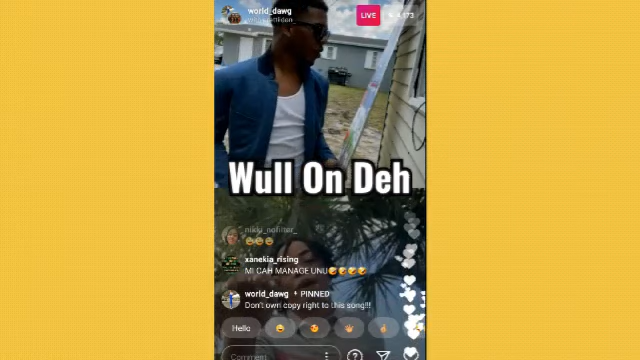 world_dawg
LIVE
Wull On Deh
xanekia_rising
MI CAH MANAGE UNU🤣🤣🤣🤣
world_dawg PINNED
Don't own copy right to this song!!!
Hello
Comment